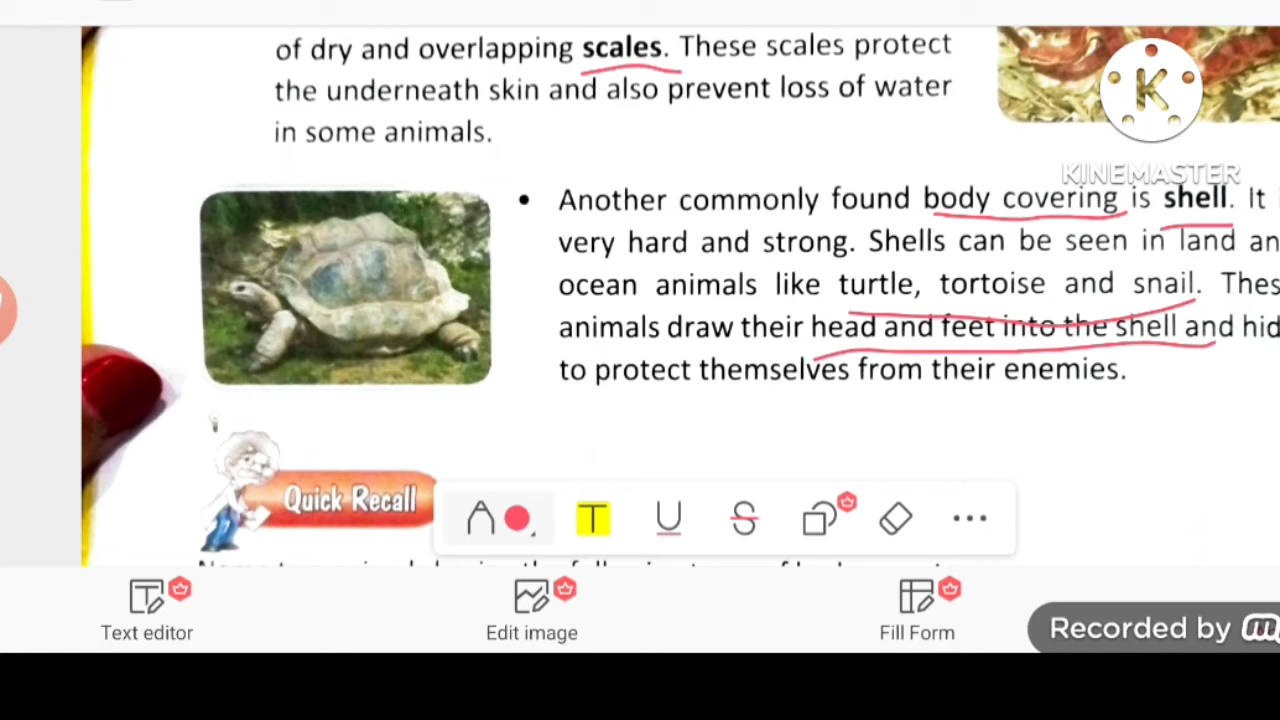 of dry and overlapping scales. These scales protect
the underneath skin and also prevent loss of water
in some animals.
K
KINEMASTER
• Another commonly found body covering is shell. It
very hard and strong. Shells can be seen in land an
ocean animals like turtle, tortoise and snail. Thes
animals draw their head and feet into the shell and hid
to protect themselves from their enemies.
Quick Recall
T
U
S
Text editor
Edit image
Fill Form
Recorded by